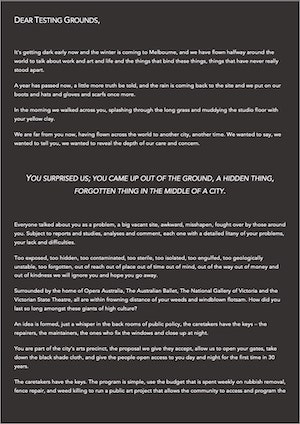 DEAR TESTING GROUNDS,
It's getting dark early now and the winter is coming to Melbourne, and we have flown halfway around
the world to talk about work and art and life and the things that bind these things, things that have never really
stood apart.
A year has passed now, a little more truth be told, and the rain is coming back to the site and we put on our
boots and hats and gloves and scarfs once more.
In the morning we walked across you, splashing through the long grass and muddying the studio floor with
your yellow clay.
We are far from you now, having flown across the world to another city, another time. We wanted to say, we
wanted to tell you, we wanted to reveal the depth of our care and concern.
YOU SURPRISED US; YOU CAME UP OUT OF THE GROUND, A HIDDEN THING,
FORGOTTEN THING IN THE MIDDLE OF A CITY.
Everyone talked about you as a problem, a big vacant site, awkward, misshapen, fought over by those around
you. Subject to reports and studies, analyses and comment, each one with a detailed litany of your problems,
your lack and difficulties.
Too exposed, too hidden, too contaminated, too sterile, too isolated, too engulfed, too geologically
unstable, too forgotten, out of reach out of place out of time out of mind, out of the way out of money and
out of kindness we will ignore you and hope you go away.
Surrounded by the home of Opera Australia, The Australian Ballet, The National Gallery of Victoria and the
Victorian State Theatre, all are within frowning distance of your weeds and windblown flotsam. How did you
last so long amongst these giants of high culture?
An idea is formed, just a whisper in the back rooms of public policy, the caretakers have the keys – the
repairers, the maintainers, the ones who fix the windows and close up at night.
You are part of the city's arts precinct, the proposal we give they accept, allow us to open your gates, take
down the black shade cloth, and give the people open access to you day and night for the first time in 30
years.
The caretakers have the keys. The program is simple, use the budget that is spent weekly on rubbish removal,
fence repair, and weed killing to run a public art project that allows the community to access and program the